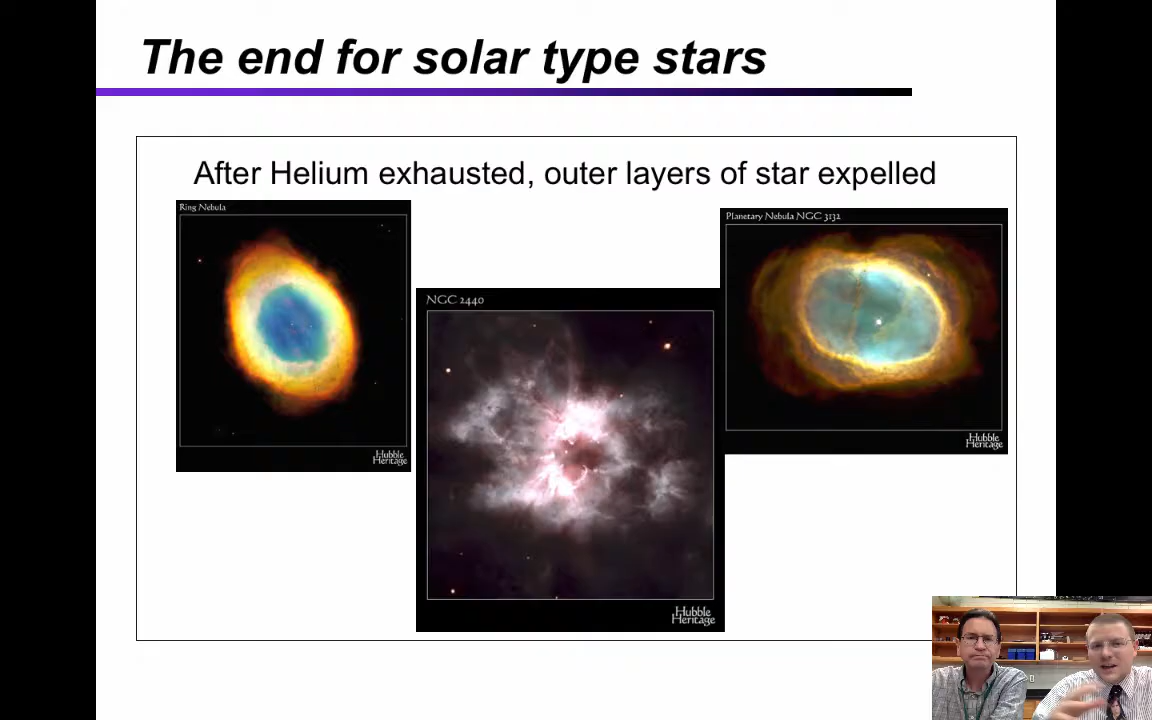 The end for solar type stars
After Helium exhausted, outer layers of star expelled
Ring Nebula
Hubble
Heritage
NGC 2440
Hubble
Heritage
Planetary Nebula NGC 3132
Hubble
Heritage